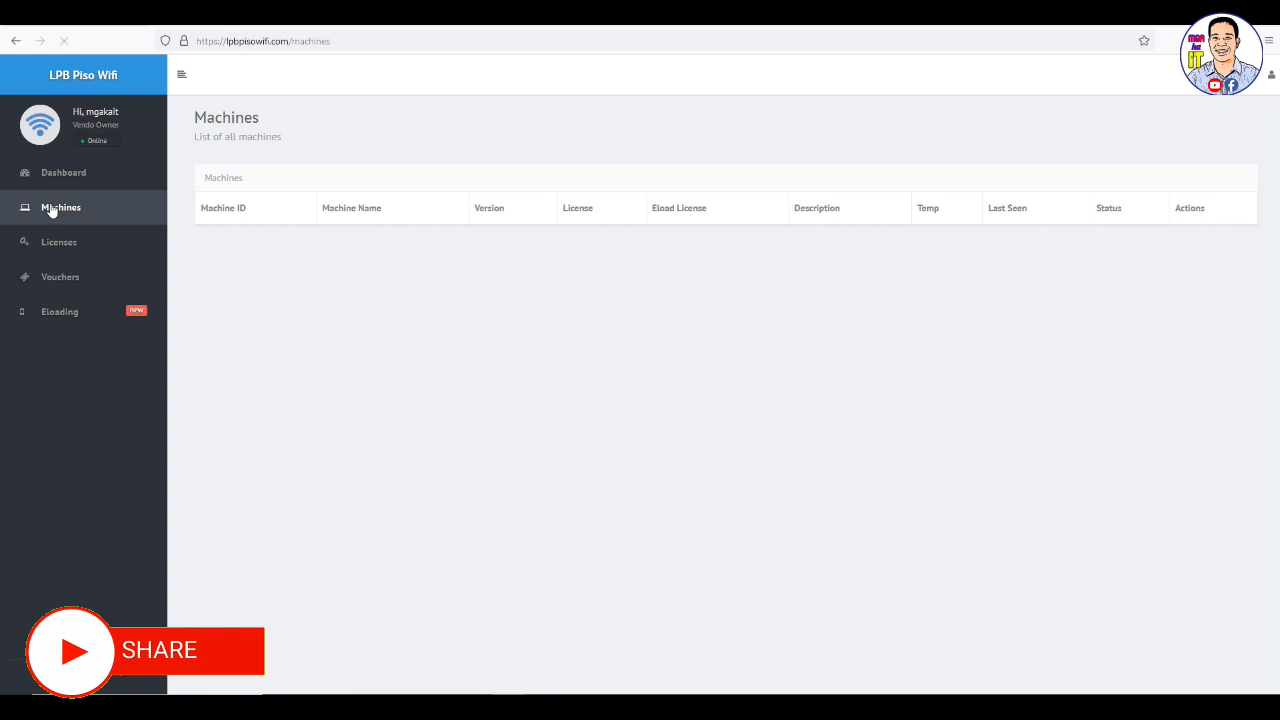 https://lpbpisowifi.com/machines
MGA KAIT
LPB Piso Wifi
Hi, mgakait
Vendo Owner
Online
Dashboard
Machines
Licenses
Vouchers
Eloading new
Machines
List of all machines
Machines
Machine ID Machine Name Version License Eload License Description Temp Last Seen Status Actions
SHARE